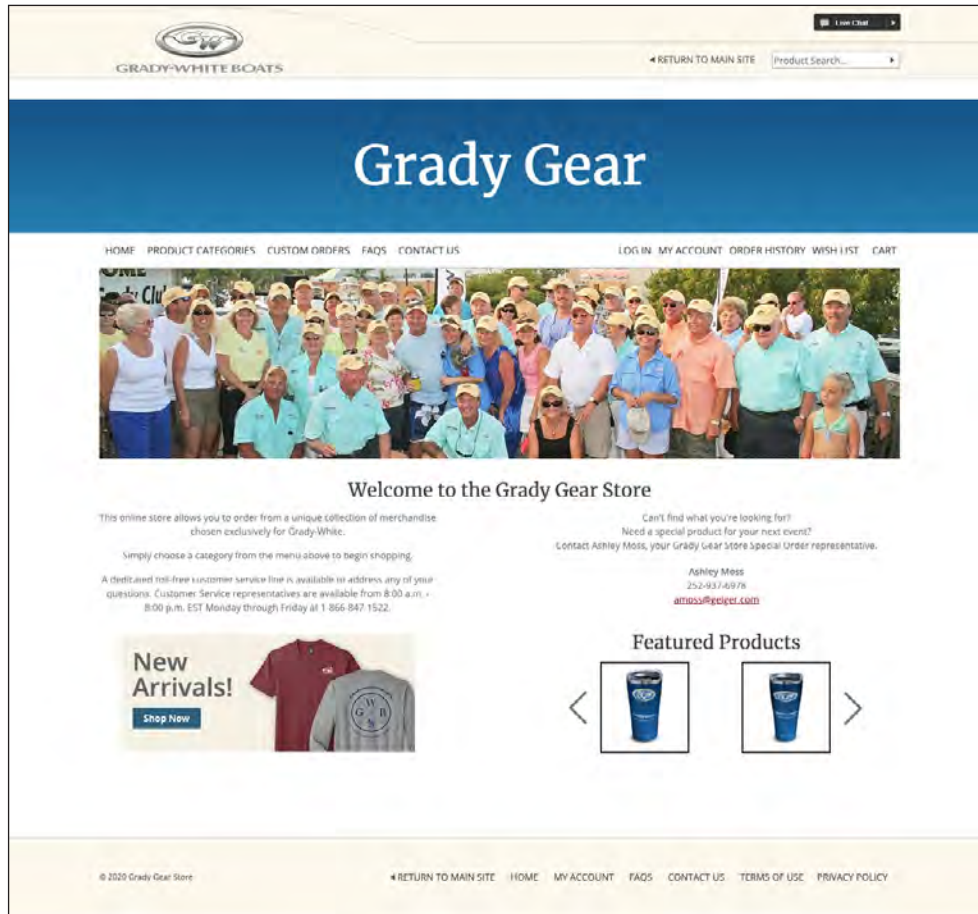 GW
GRADY-WHITE BOATS
Live Chat
RETURN TO MAIN SITE
Product Search...
Grady Gear
HOME PRODUCT CATEGORIES CUSTOM ORDERS FAQS CONTACT US
LOG IN MY ACCOUNT ORDER HISTORY WISH LIST CART
Welcome to the Grady Gear Store
This online store allows you to order from a unique collection of merchandise
chosen exclusively for Grady-White.
Simply choose a category from the menu above to begin shopping.
A dedicated toll-free customer service line is available to address any of your
questions. Customer Service representatives are available from 8:00 a.m. -
8:00 p.m. EST Monday through Friday at 1-866-847-1522.
Can't find what you're looking for?
Need a special product for your next event?
Contact Ashley Moss, your Grady Gear Store Special Order representative.
Ashley Moss
252-937-6978
amoss@geiger.com
New
Arrivals!
Shop Now
G W B
Featured Products
© 2020 Grady Gear Store
RETURN TO MAIN SITE HOME MY ACCOUNT FAQS CONTACT US TERMS OF USE PRIVACY POLICY